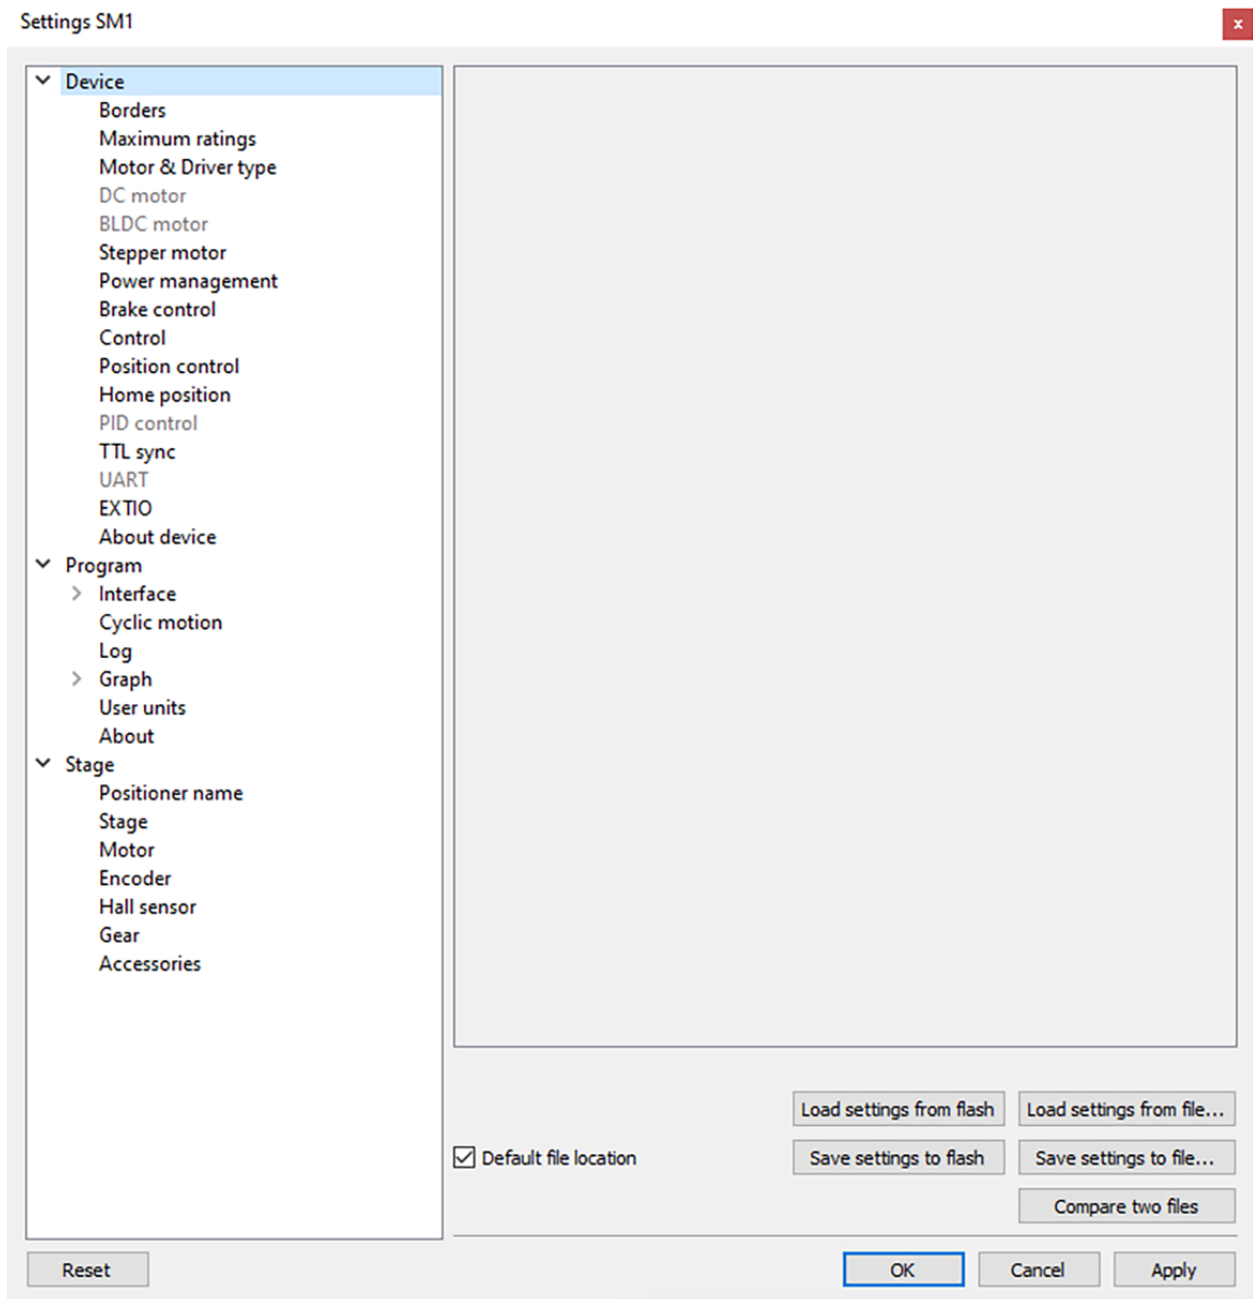 Settings SM1
x
Device
Borders
Maximum ratings
Motor & Driver type
DC motor
BLDC motor
Stepper motor
Power management
Brake control
Control
Position control
Home position
PID control
TTL sync
UART
EXTIO
About device
Program
Interface
Cyclic motion
Log
Graph
User units
About
Stage
Positioner name
Stage
Motor
Encoder
Hall sensor
Gear
Accessories
Load settings from flash
Load settings from file...
Default file location
Save settings to flash
Save settings to file...
Compare two files
Reset
OK
Cancel
Apply